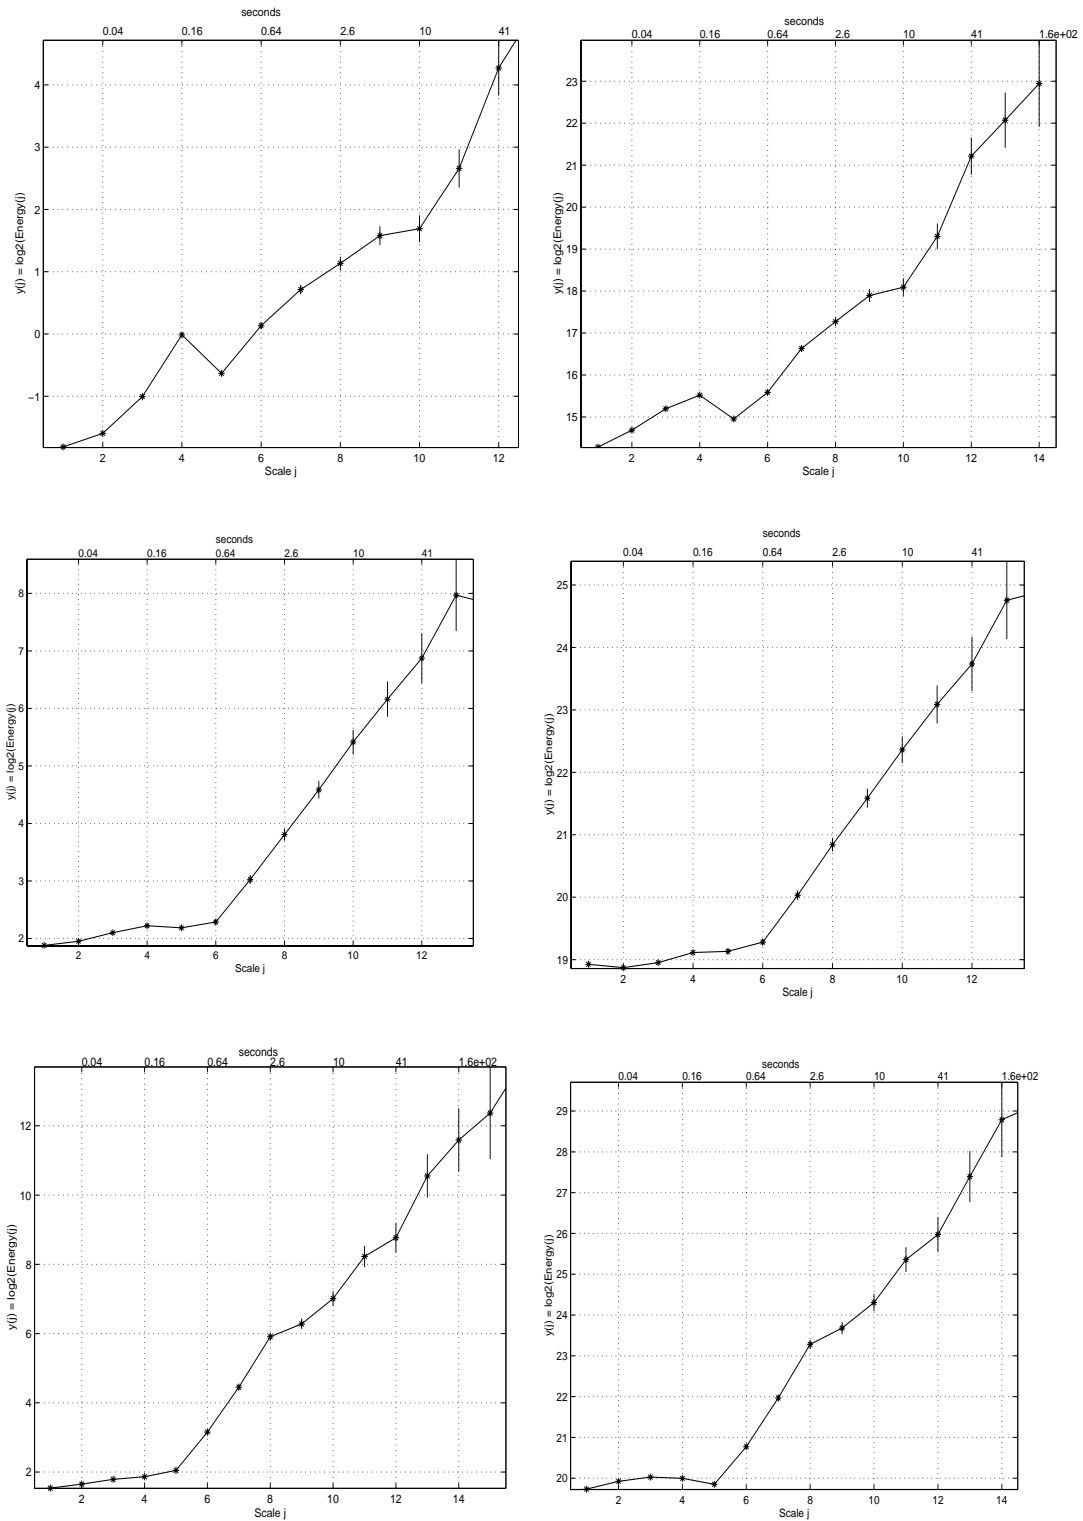 seconds
0.04 0.16 0.64 2.6 10 41
y(j) = log2(Energy(j))
4
3
2
1
0
−1
2 4 6 8 10 12
Scale j
seconds
0.04 0.16 0.64 2.6 10 41 1.6e+02
y(j) = log2(Energy(j))
23
22
21
20
19
18
17
16
15
2 4 6 8 10 12 14
Scale j
seconds
0.04 0.16 0.64 2.6 10 41
y(j) = log2(Energy(j))
8
7
6
5
4
3
2
2 4 6 8 10 12
Scale j
seconds
0.04 0.16 0.64 2.6 10 41
y(j) = log2(Energy(j))
25
24
23
22
21
20
19
2 4 6 8 10 12
Scale j
seconds
0.04 0.16 0.64 2.6 10 41 1.6e+02
y(j) = log2(Energy(j))
12
10
8
6
4
2
2 4 6 8 10 12 14
Scale j
seconds
0.04 0.16 0.64 2.6 10 41 1.6e+02
y(j) = log2(Energy(j))
29
28
27
26
25
24
23
22
21
20
2 4 6 8 10 12 14
Scale j